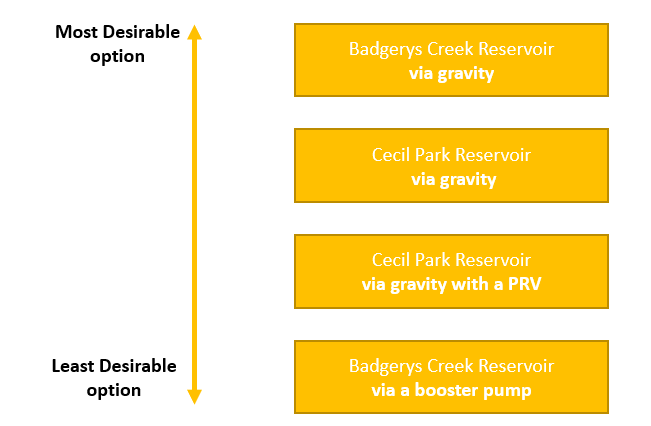 Most Desirable
option
Badgerys Creek Reservoir
via gravity
Cecil Park Reservoir
via gravity
Cecil Park Reservoir
via gravity with a PRV
Least Desirable
option
Badgerys Creek Reservoir
via a booster pump